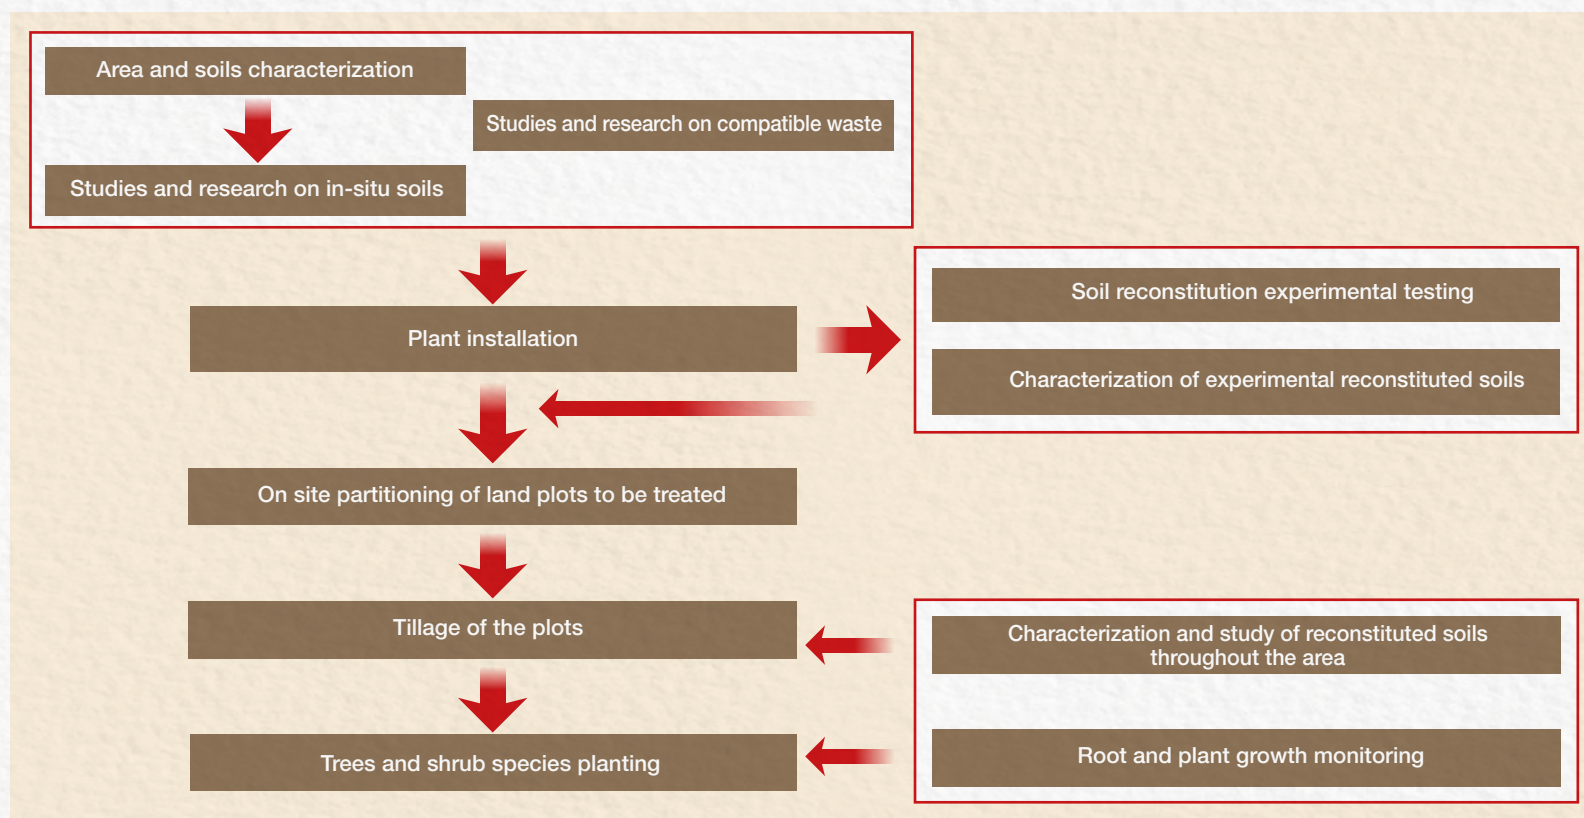 Area and soils characterization
Studies and research on compatible waste
Studies and research on in-situ soils
Plant installation
Soil reconstitution experimental testing
Characterization of experimental reconstituted soils
On site partitioning of land plots to be treated
Tillage of the plots
Characterization and study of reconstituted soils
throughout the area
Trees and shrub species planting
Root and plant growth monitoring